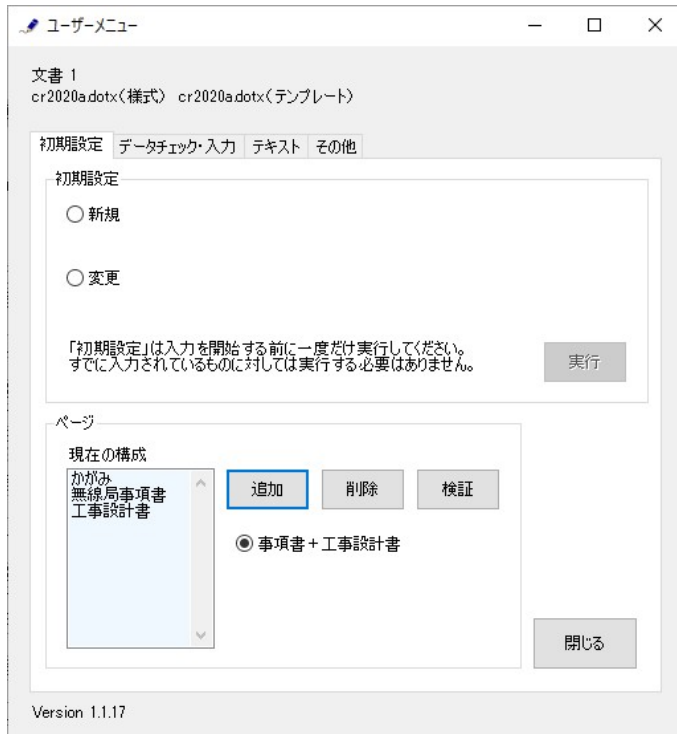 ユーザーメニュー
文書 1
cr2020a.dotx(様式) cr2020a.dotx(テンプレート)
初期設定 データチェック・入力 テキスト その他
初期設定
新規
変更
「初期設定」は入力を開始する前に一度だけ実行してください。
すでに入力されているものに対しては実行する必要はありません。
実行
ページ
現在の構成
かがみ
無線局事項書
工事設計書
追加 削除 検証
事項書+工事設計書
閉じる
Version 1.1.17